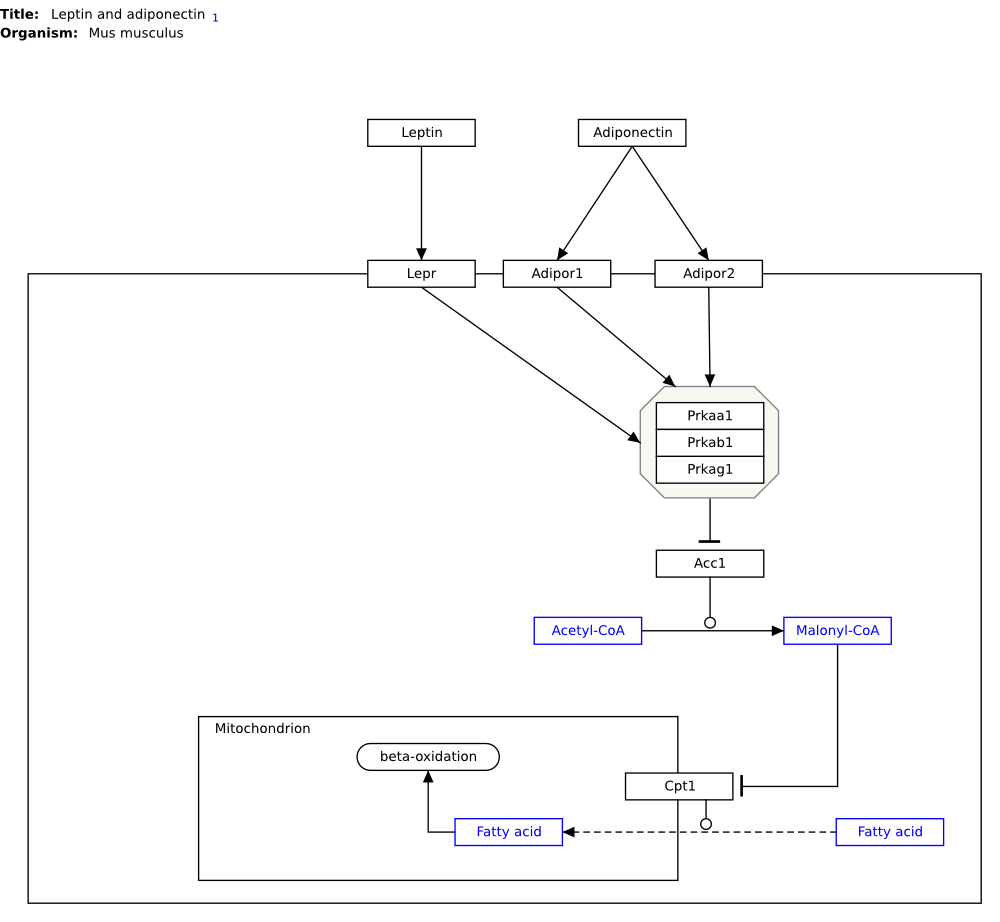 Title: Leptin and adiponectin 1
Organism: Mus musculus
Leptin
Adiponectin
Lepr
Adipor1
Adipor2
Prkaa1
Prkab1
Prkag1
Acc1
Acetyl-CoA
Malonyl-CoA
Mitochondrion
beta-oxidation
Cpt1
Fatty acid
Fatty acid